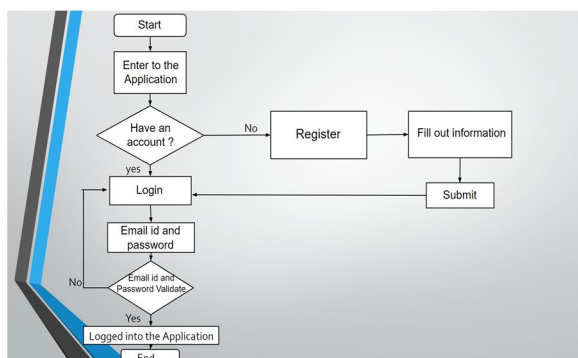 Start
Enter to the
Application
Have an
account ?
No
Register
Fill out information
yes
Login
Submit
Email id and
password
Email id and
Password Validate
No
Yes
Logged into the Application
End